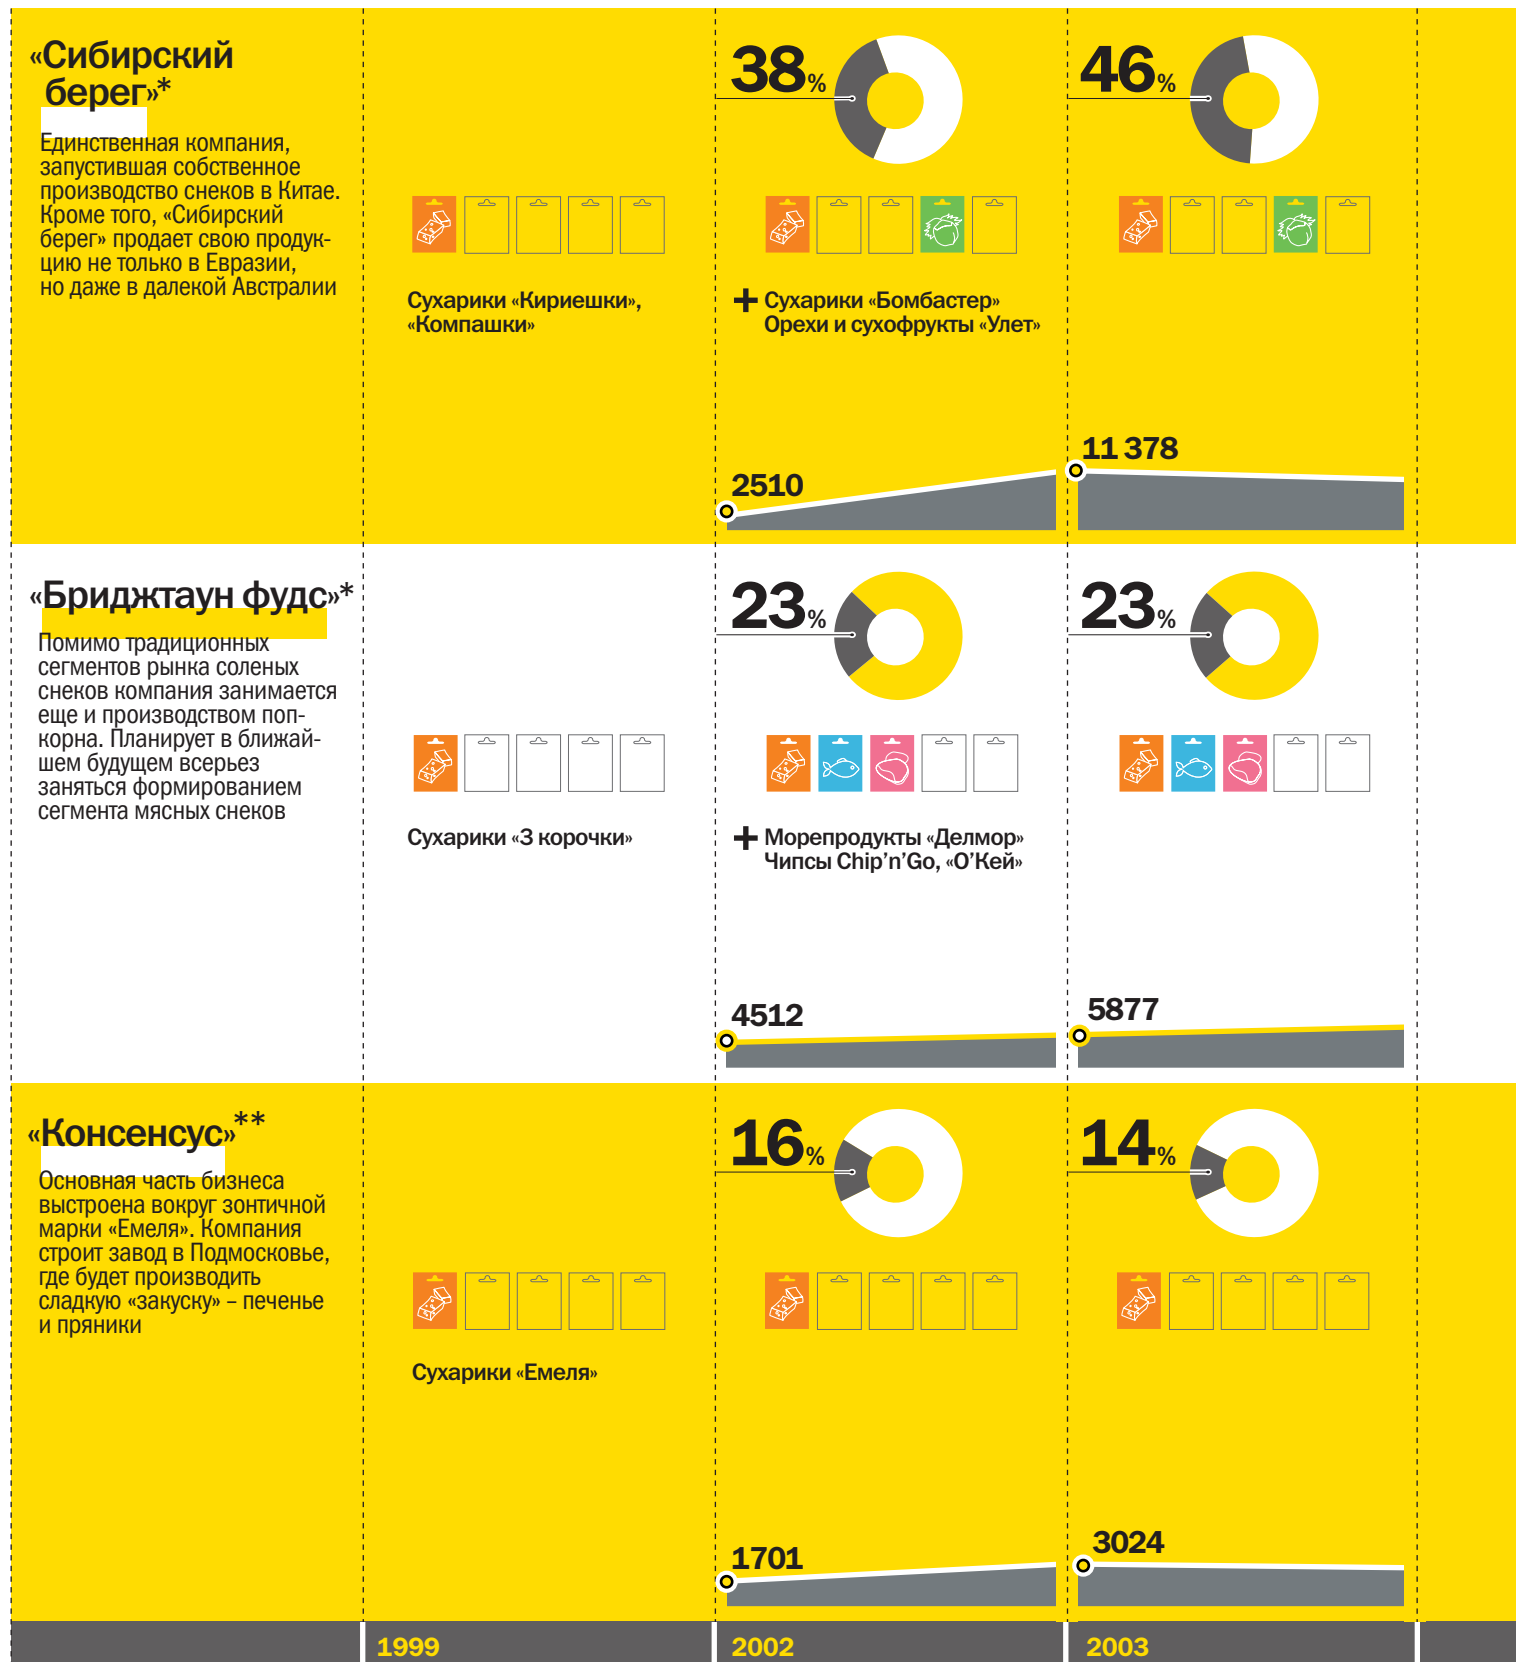 «Сибирский
берег»*
Единственная компания,
запустившая собственное
производство снеков в Китае.
Кроме того, «Сибирский
берег» продает свою продук-
цию не только в Евразии,
но даже в далекой Австралии
Сухарики «Кириешки»,
«Компашки»
38%
+ Сухарики «Бомбастер»
Орехи и сухофрукты «Улет»
2510
46%
11 378
«Бриджтаун фудс»*
Помимо традиционных
сегментов рынка соленых
снеков компания занимается
еще и производством поп-
корна. Планирует в ближай-
шем будущем всерьез
заняться формированием
сегмента мясных снеков
Сухарики «3 корочки»
23%
+ Морепродукты «Делмор»
Чипсы Chip’n’Go, «О’Кей»
4512
23%
5877
«Консенсус»**
Основная часть бизнеса
выстроена вокруг зонтичной
марки «Емеля». Компания
строит завод в Подмосковье,
где будет производить
сладкую «закуску» – печенье
и пряники
Сухарики «Емеля»
16%
1701
14%
3024
1999
2002
2003